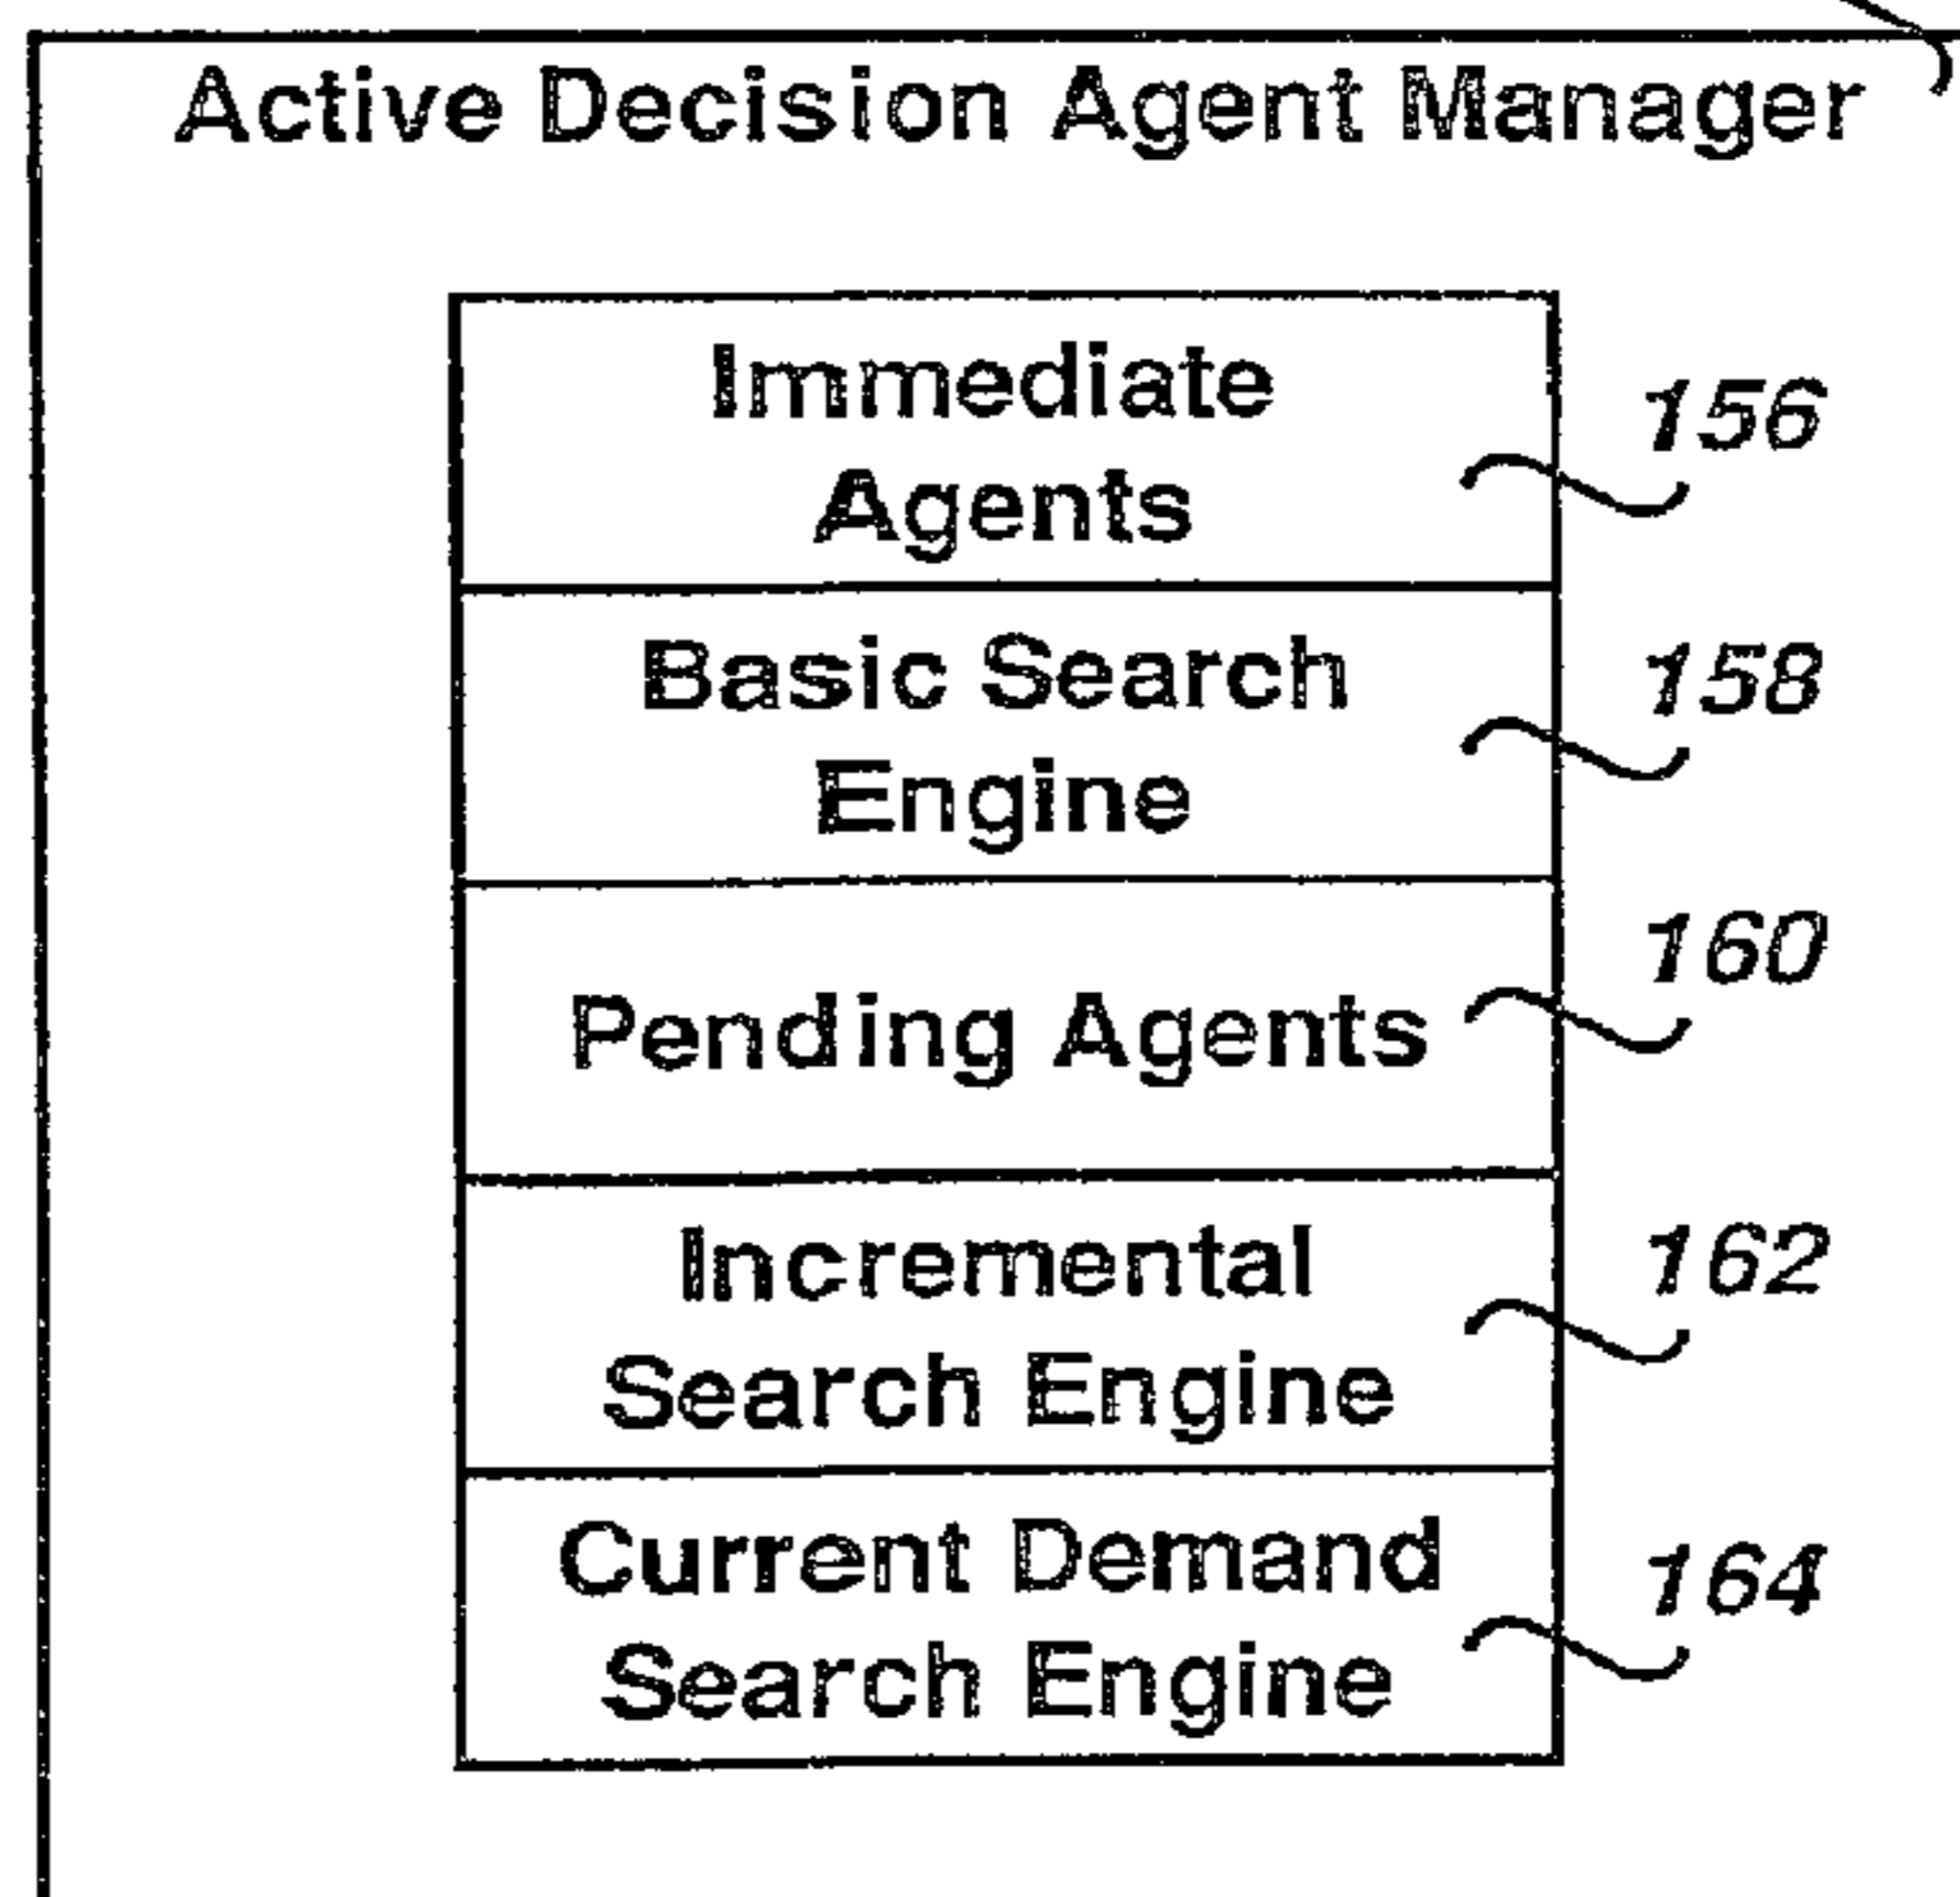 Active Decision Agent Manager
Immediate
Agents
156
Basic Search
Engine
158
Pending Agents
160
Incremental
Search Engine
162
Current Demand
Search Engine
164